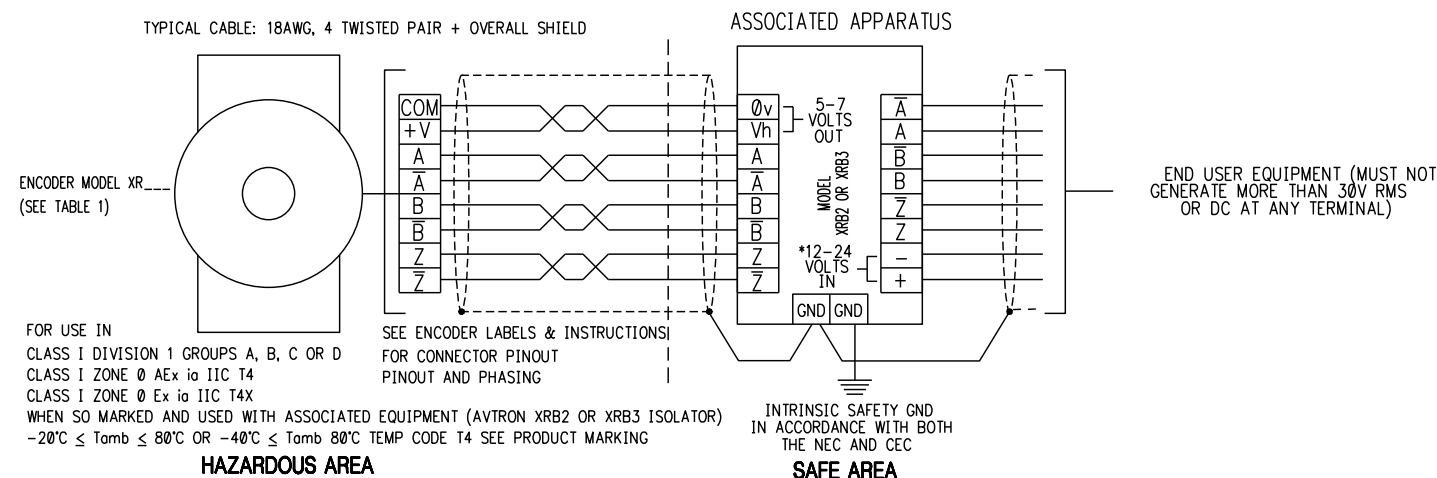 TYPICAL CABLE: 18AWG, 4 TWISTED PAIR + OVERALL SHIELD
ASSOCIATED APPARATUS
ENCODER MODEL XR___
(SEE TABLE 1)
COM
+V
A
A̅
B
B̅
Z
Z̅
0v
Vh
A
A̅
B
B̅
Z
Z̅
5-7
VOLTS
OUT
MODEL
XRB2 OR XRB3
*12-24
VOLTS
IN
A̅
A
B̅
B
Z̅
Z
-
+
GND GND
END USER EQUIPMENT (MUST NOT
GENERATE MORE THAN 30V RMS
OR DC AT ANY TERMINAL)
SEE ENCODER LABELS & INSTRUCTIONS
FOR CONNECTOR PINOUT
PINOUT AND PHASING
FOR USE IN
CLASS I DIVISION 1 GROUPS A, B, C OR D
CLASS I ZONE 0 AEx ia IIC T4
CLASS I ZONE 0 Ex ia IIC T4X
WHEN SO MARKED AND USED WITH ASSOCIATED EQUIPMENT (AVTRON XRB2 OR XRB3 ISOLATOR)
-20°C ≤ Tamb ≤ 80°C OR -40°C ≤ Tamb 80°C TEMP CODE T4 SEE PRODUCT MARKING
HAZARDOUS AREA
INTRINSIC SAFETY GND
IN ACCORDANCE WITH BOTH
THE NEC AND CEC
SAFE AREA